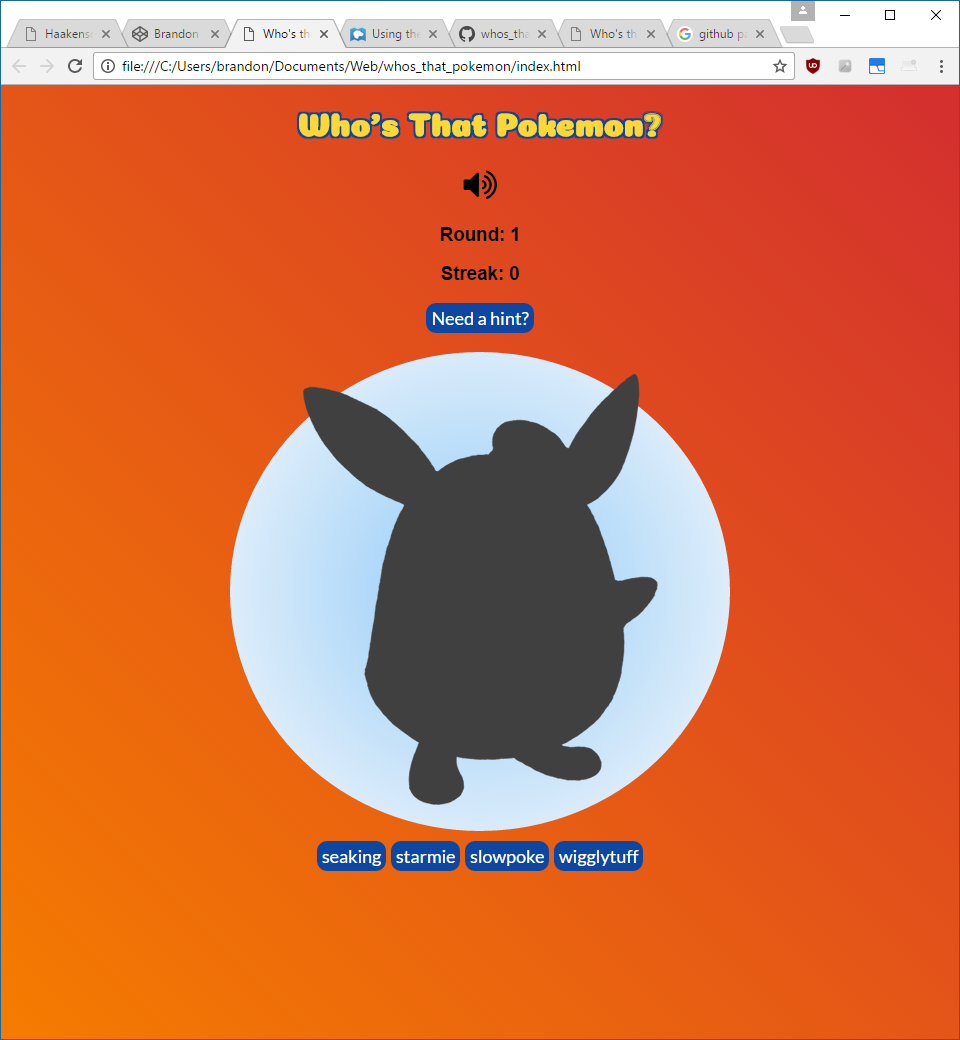 Haakens
Brandon
Who's th
Using the
whos_tha
Who's th
github pa
file:///C:/Users/brandon/Documents/Web/whos_that_pokemon/index.html
Who's That Pokemon?
Round: 1
Streak: 0
Need a hint?
seaking starmie slowpoke wigglytuff